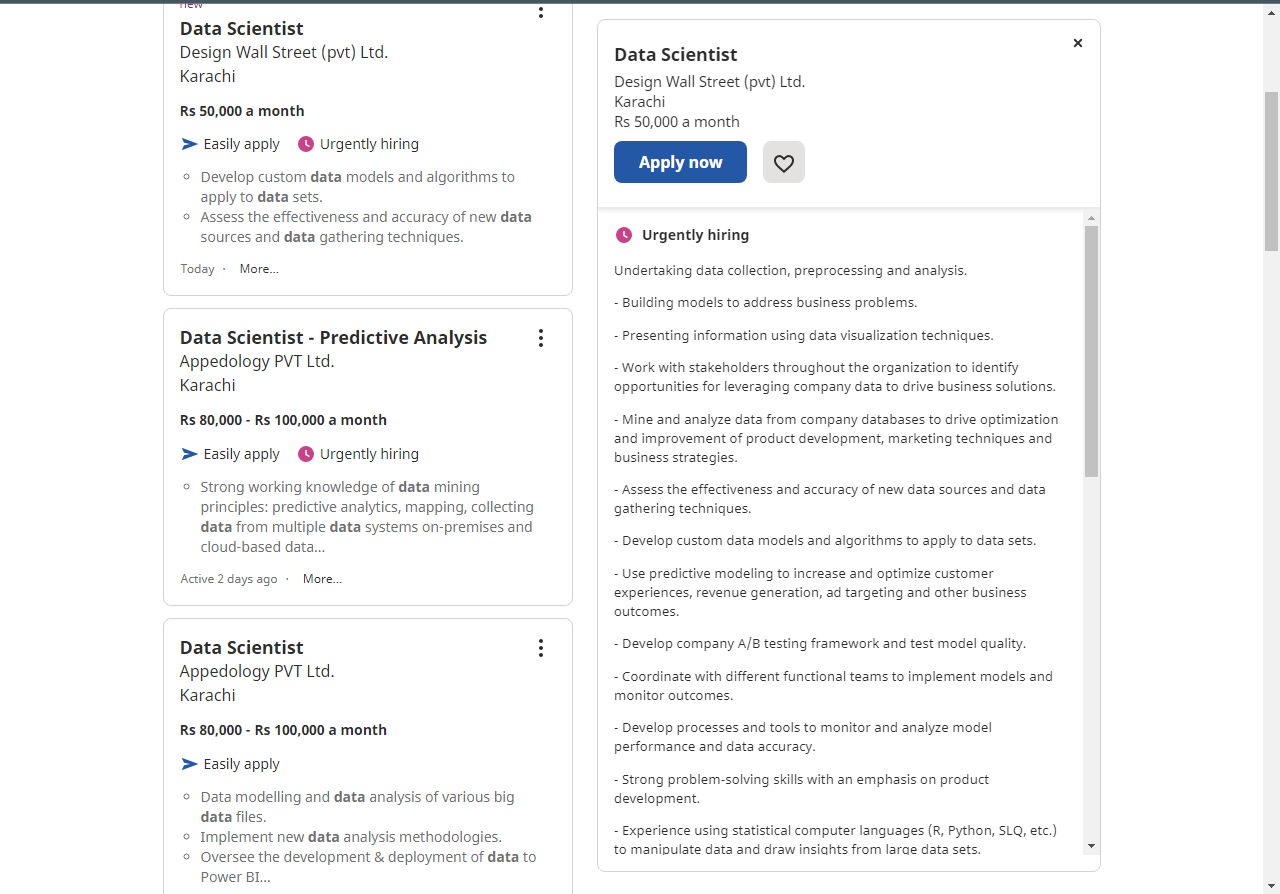 new
Data Scientist
Design Wall Street (pvt) Ltd.
Karachi
Rs 50,000 a month
Easily apply
Urgently hiring
Develop custom data models and algorithms to
apply to data sets.
Assess the effectiveness and accuracy of new data
sources and data gathering techniques.
Today · More...
Data Scientist - Predictive Analysis
Appedology PVT Ltd.
Karachi
Rs 80,000 - Rs 100,000 a month
Easily apply
Urgently hiring
Strong working knowledge of data mining
principles: predictive analytics, mapping, collecting
data from multiple data systems on-premises and
cloud-based data...
Active 2 days ago · More...
Data Scientist
Appedology PVT Ltd.
Karachi
Rs 80,000 - Rs 100,000 a month
Easily apply
Data modelling and data analysis of various big
data files.
Implement new data analysis methodologies.
Oversee the development & deployment of data to
Power BI...
Data Scientist
Design Wall Street (pvt) Ltd.
Karachi
Rs 50,000 a month
Apply now
Urgently hiring
Undertaking data collection, preprocessing and analysis.
- Building models to address business problems.
- Presenting information using data visualization techniques.
- Work with stakeholders throughout the organization to identify
opportunities for leveraging company data to drive business solutions.
- Mine and analyze data from company databases to drive optimization
and improvement of product development, marketing techniques and
business strategies.
- Assess the effectiveness and accuracy of new data sources and data
gathering techniques.
- Develop custom data models and algorithms to apply to data sets.
- Use predictive modeling to increase and optimize customer
experiences, revenue generation, ad targeting and other business
outcomes.
- Develop company A/B testing framework and test model quality.
- Coordinate with different functional teams to implement models and
monitor outcomes.
- Develop processes and tools to monitor and analyze model
performance and data accuracy.
- Strong problem-solving skills with an emphasis on product
development.
- Experience using statistical computer languages (R, Python, SLQ, etc.)
to manipulate data and draw insights from large data sets.